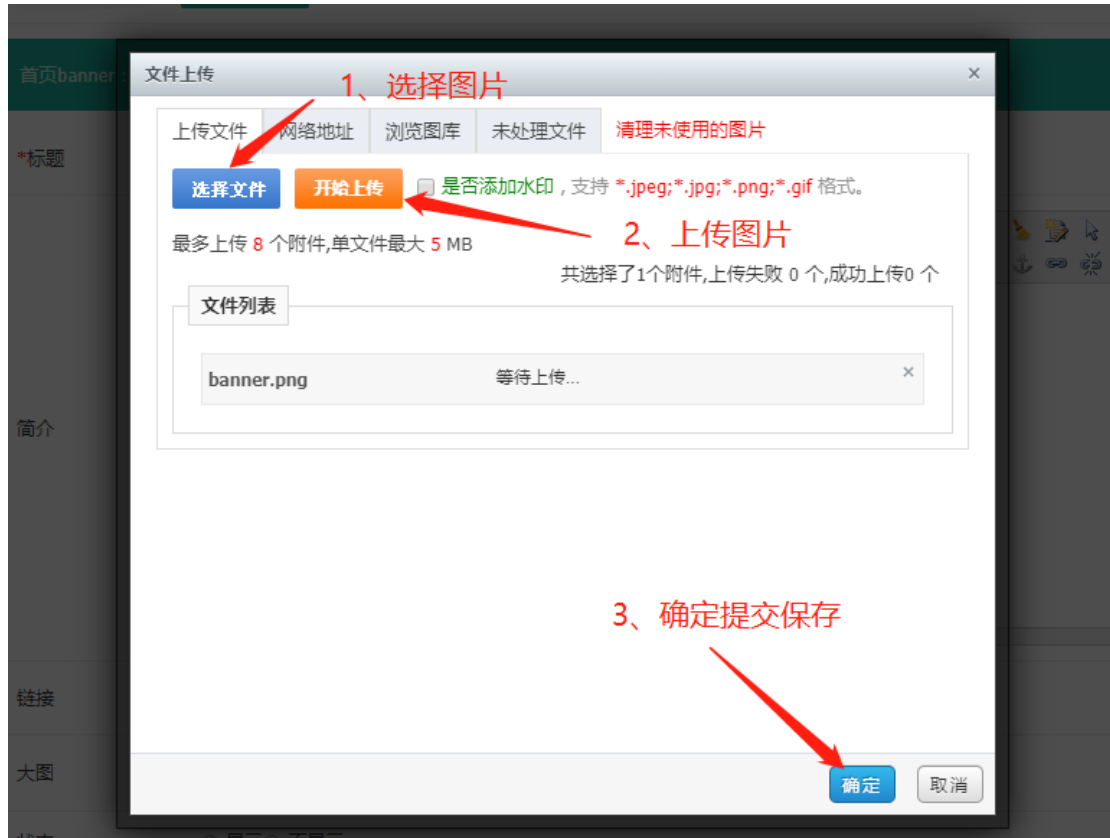 首页banner：
文件上传
×
1、选择图片
上传文件 网络地址 浏览图库 未处理文件 清理未使用的图片
*标题
选择文件 开始上传 是否添加水印，支持 *.jpeg;*.jpg;*.png;*.gif 格式。
2、上传图片
最多上传 8 个附件,单文件最大 5 MB
共选择了1个附件,上传失败 0 个,成功上传0 个
文件列表
banner.png 等待上传... ×
简介
3、确定提交保存
链接
大图
确定 取消
状态 显示 不显示